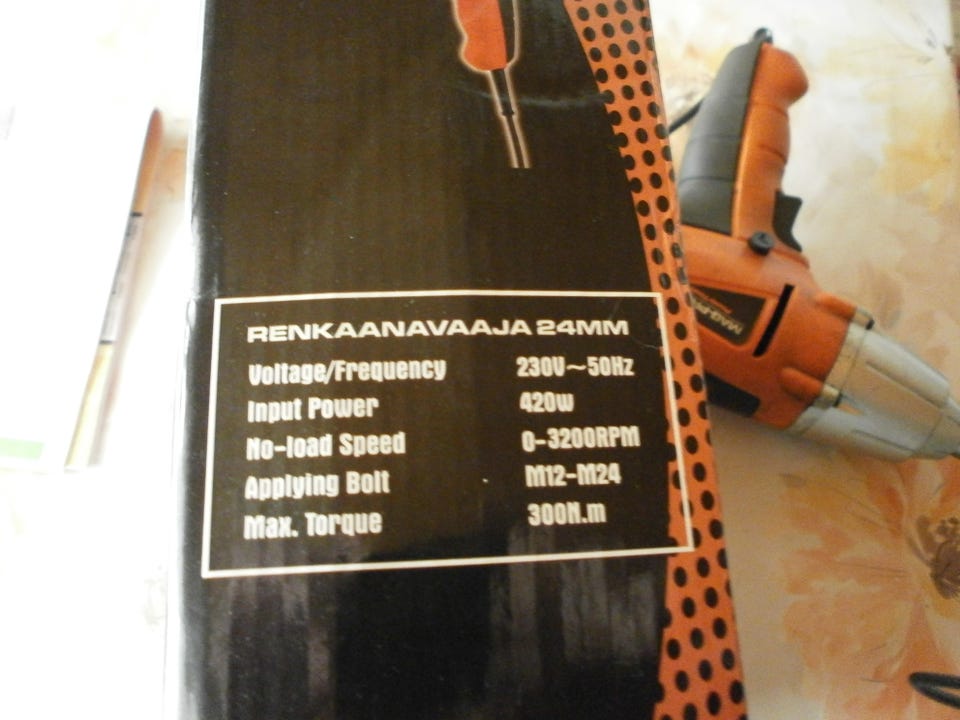 RENKAANAVAAJA 24MM
Voltage/Frequency 230V~50Hz
Input Power 420w
No-load Speed 0-3200RPM
Applying Bolt M12-M24
Max. Torque 300N.m